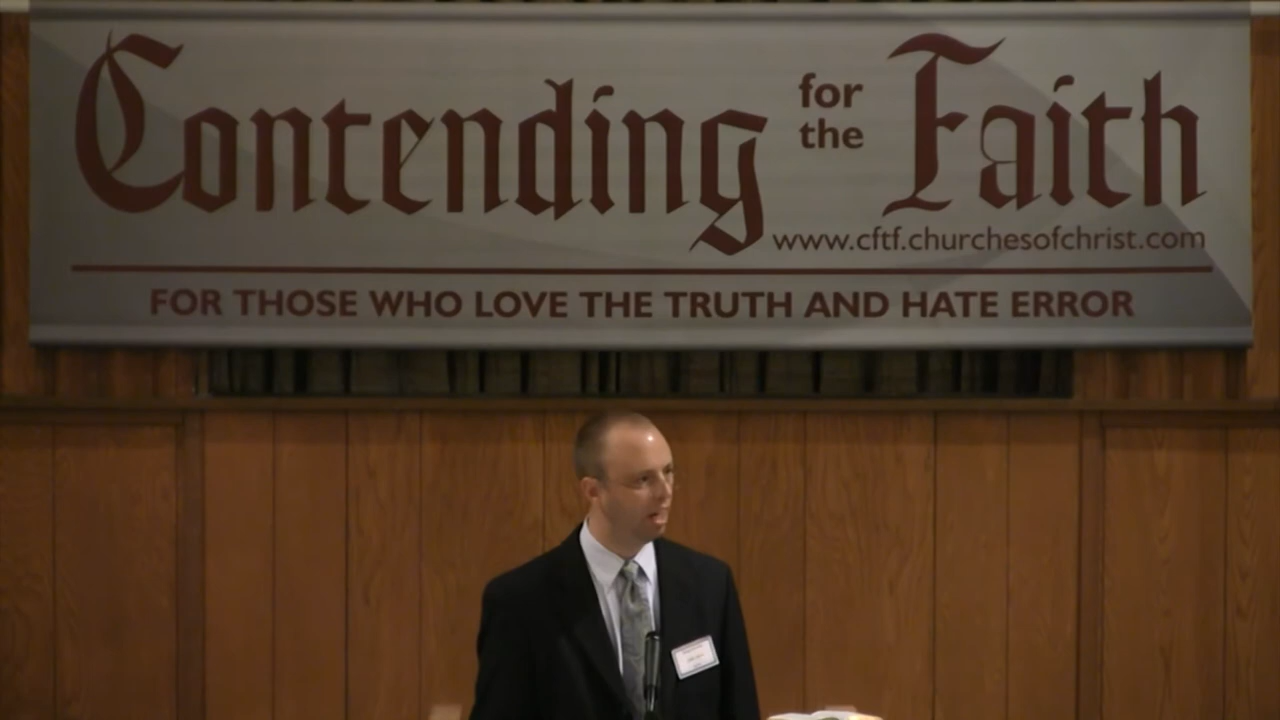 Contending for the Faith
www.cftf.churchesofchrist.com
FOR THOSE WHO LOVE THE TRUTH AND HATE ERROR